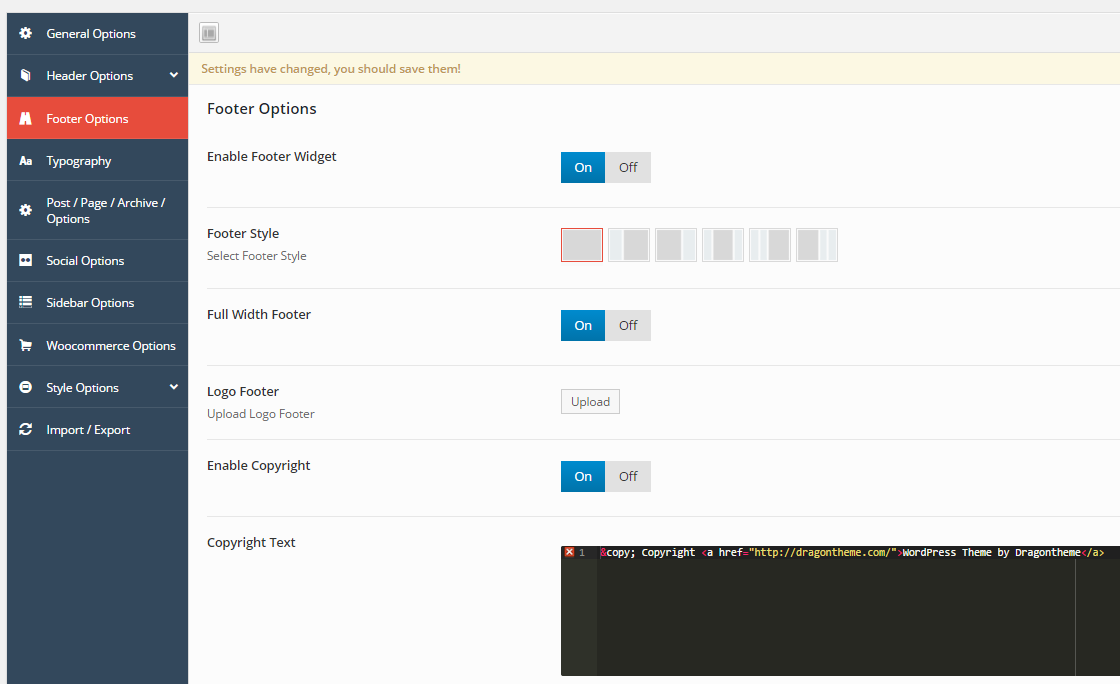 General Options
Header Options
Footer Options
Aa Typography
Post / Page / Archive /
Options
Social Options
Sidebar Options
Woocommerce Options
Style Options
Import / Export
Settings have changed, you should save them!
Footer Options
Enable Footer Widget
On Off
Footer Style
Select Footer Style
Full Width Footer
On Off
Logo Footer
Upload Logo Footer
Upload
Enable Copyright
On Off
Copyright Text
1 &copy; Copyright <a href="http://dragontheme.com/">WordPress Theme by Dragontheme</a>